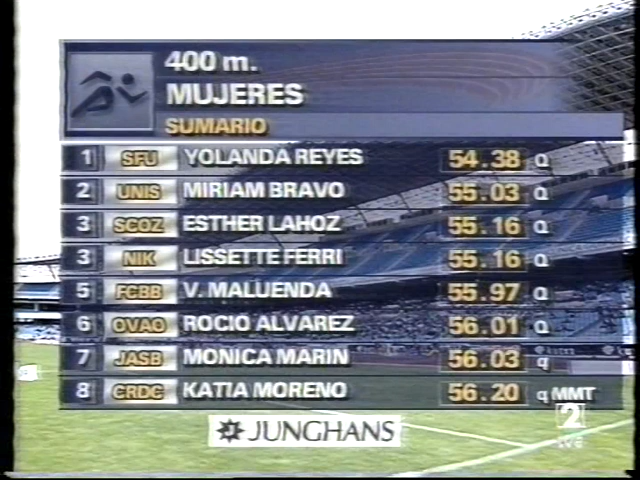 400 m.
MUJERES
SUMARIO
1 SFU YOLANDA REYES 54.38 Q
2 UNIS MIRIAM BRAVO 55.03 Q
3 SCOZ ESTHER LAHOZ 55.16 Q
3 NIK LISSETTE FERRI 55.16 Q
5 FCBB V. MALUENDA 55.97 Q
6 OVAO ROCIO ALVAREZ 56.01 Q
7 JASB MONICA MARIN 56.03 q
8 CRDC KATIA MORENO 56.20 q MMT
2
tve
JUNGHANS